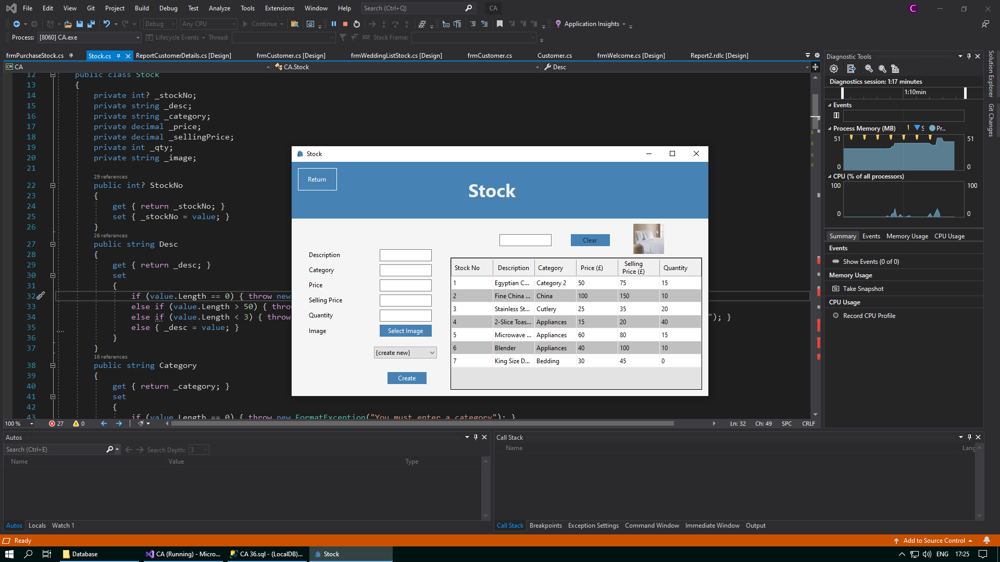 File Edit View Git Project Build Debug Test Analyze Tools Extensions Window Help Search (Ctrl+Q) CA C
Debug Any CPU Continue Application Insights
Process: [8060] CA.exe Lifecycle Events Thread: Stack Frame:
frmPurchaseStock.cs Stock.cs ReportCustomerDetails.cs [Design] frmCustomer.cs [Design] frmWeddingListStock.cs [Design] frmCustomer.cs Customer.cs frmWelcome.cs [Design] Report2.rdlc [Design]
CA CA.Stock Desc
12 public class Stock
13 {
14 private int? _stockNo;
15 private string _desc;
16 private string _category;
17 private decimal _price;
18 private decimal _sellingPrice;
19 private int _qty;
20 private string _image;
21
29 references
22 public int? StockNo
23 {
24 get { return _stockNo; }
25 set { _stockNo = value; }
26 }
26 references
27 public string Desc
28 {
29 get { return _desc; }
30 set
31 {
32 if (value.Length == 0) { throw new
33 else if (value.Length > 50) { throw
34 else if (value.Length < 3) { throw "); }
35 else { _desc = value; }
36 }
37 }
16 references
38 public string Category
39 {
40 get { return _category; }
41 set
42 {
43 if (value.Length == 0) { throw new FormatException("You must enter a category"); }
100 % 27 0 Ln: 32 Ch: 49 SPC CRLF
Stock
Return
Stock
Clear
Description
Category
Price
Selling Price
Quantity
Image Select Image
{create new}
Create
Stock No Description Category Price (£) Selling Price (£) Quantity
1 Egyptian C... Category 2 50 75 15
2 Fine China ... China 100 150 10
3 Stainless St... Cutlery 25 35 20
4 2-Slice Toas... Appliances 15 20 40
5 Microwave ... Appliances 60 80 15
6 Blender Appliances 40 100 10
7 King Size D... Bedding 30 45 0
Diagnostic Tools
Diagnostics session: 1:17 minutes
1:10min
Events
Process Memory (MB) S Pr...
51 51
0 0
CPU (% of all processors)
100 100
0 0
Summary Events Memory Usage CPU Usage
Events
Show Events (0 of 0)
Memory Usage
Take Snapshot
CPU Usage
Record CPU Profile
Solution Explorer
Git Changes
Autos
Search (Ctrl+E) Search Depth: 3
Name Value Type
Autos Locals Watch 1
Call Stack
Name Lang
Call Stack Breakpoints Exception Settings Command Window Immediate Window Output
Ready Add to Source Control
Database CA (Running) - Micro... CA 36.sql - (LocalDB)... Stock ENG 17:25